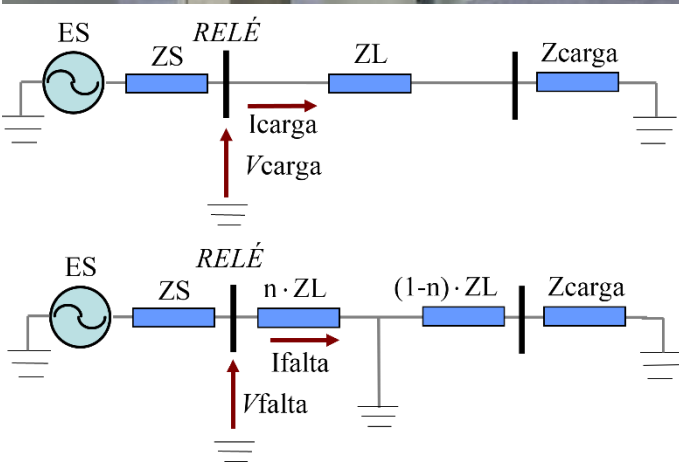 RELÉ
ES
ZS
ZL
Zcarga
Icarga
Vcarga
RELÉ
ES
ZS
n · ZL
(1-n) · ZL
Zcarga
Ifalta
Vfalta